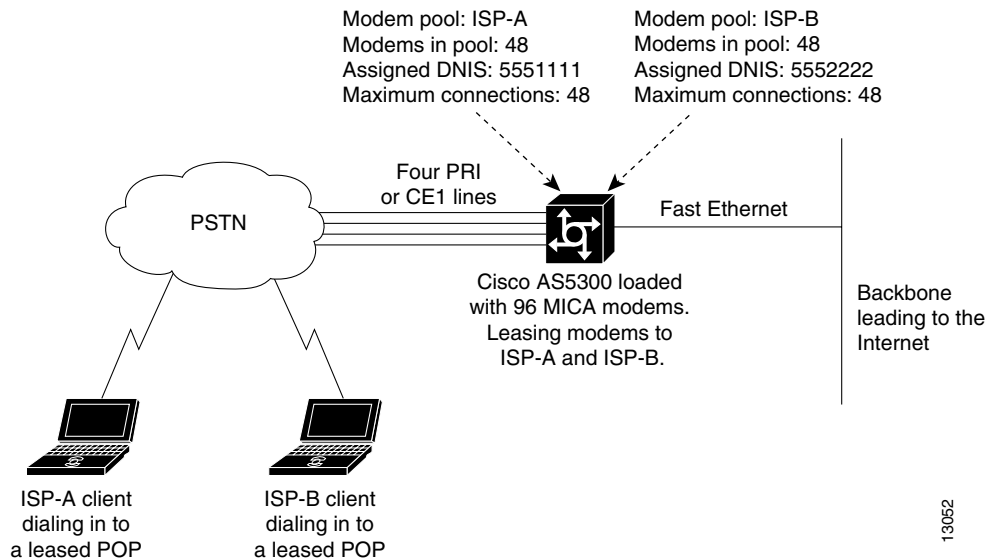 Modem pool: ISP-A
Modems in pool: 48
Assigned DNIS: 5551111
Maximum connections: 48
Modem pool: ISP-B
Modems in pool: 48
Assigned DNIS: 5552222
Maximum connections: 48
Four PRI
or CE1 lines
PSTN
Fast Ethernet
Cisco AS5300 loaded
with 96 MICA modems.
Leasing modems to
ISP-A and ISP-B.
Backbone
leading to the
Internet
ISP-A client
dialing in to
a leased POP
ISP-B client
dialing in to
a leased POP
13052